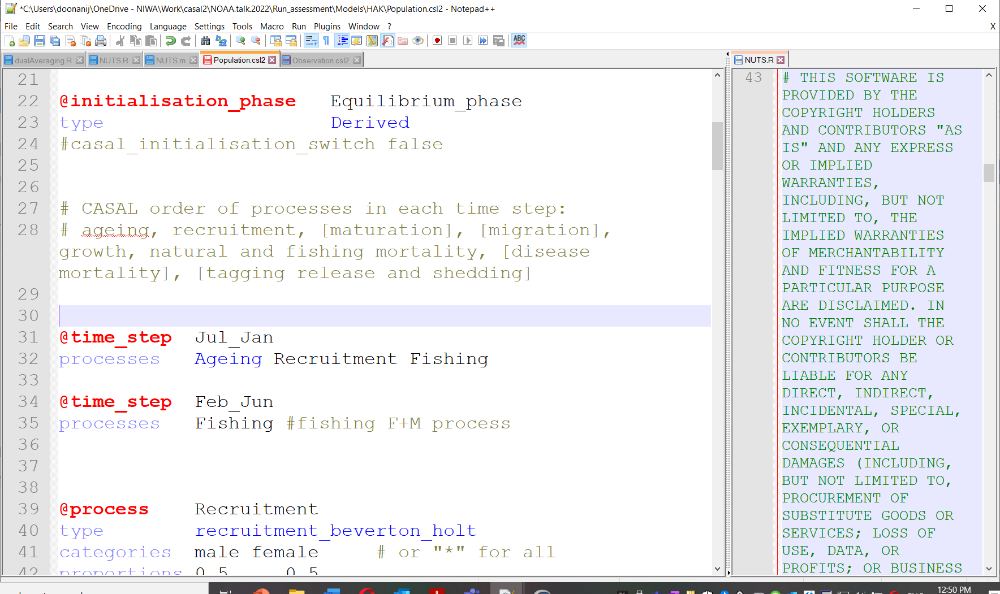 *C:\Users\doonanij\OneDrive - NIWA\Work\casal2\NOAA.talk.2022\Run_assessment\Models\HAK\Population.csl2 - Notepad++
File Edit Search View Encoding Language Settings Tools Macro Run Plugins Window ? X
ABC
dualAveraging.R NUTS.R NUTS.m Population.csl2 Observation.csl2
21
22 @initialisation_phase Equilibrium_phase
23 type Derived
24 #casal_initialisation_switch false
25
26
27 # CASAL order of processes in each time step:
28 # ageing, recruitment, [maturation], [migration],
growth, natural and fishing mortality, [disease
mortality], [tagging release and shedding]
29
30
31 @time_step Jul_Jan
32 processes Ageing Recruitment Fishing
33
34 @time_step Feb_Jun
35 processes Fishing #fishing F+M process
36
37
38
39 @process Recruitment
40 type recruitment_beverton_holt
41 categories male female # or "*" for all
42 proportions 0.5 0.5
NUTS.R
43 # THIS SOFTWARE IS
PROVIDED BY THE
COPYRIGHT HOLDERS
AND CONTRIBUTORS "AS
IS" AND ANY EXPRESS
OR IMPLIED
WARRANTIES,
INCLUDING, BUT NOT
LIMITED TO, THE
IMPLIED WARRANTIES
OF MERCHANTABILITY
AND FITNESS FOR A
PARTICULAR PURPOSE
ARE DISCLAIMED. IN
NO EVENT SHALL THE
COPYRIGHT HOLDER OR
CONTRIBUTORS BE
LIABLE FOR ANY
DIRECT, INDIRECT,
INCIDENTAL, SPECIAL,
EXEMPLARY, OR
CONSEQUENTIAL
DAMAGES (INCLUDING,
BUT NOT LIMITED TO,
PROCUREMENT OF
SUBSTITUTE GOODS OR
SERVICES; LOSS OF
USE, DATA, OR
PROFITS; OR BUSINESS
12:50 PM